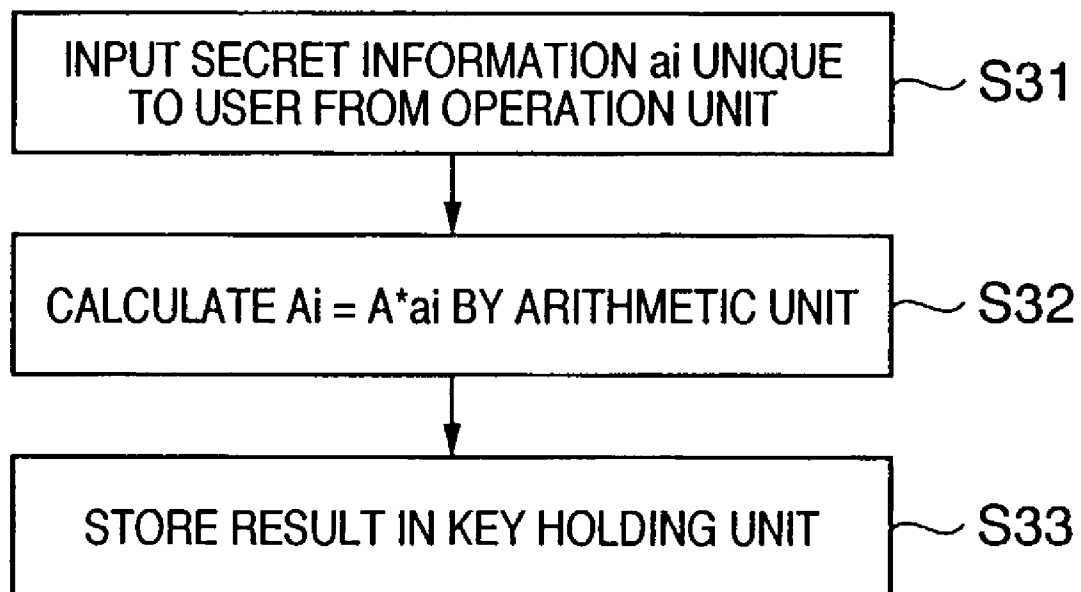 INPUT SECRET INFORMATION ai UNIQUE
TO USER FROM OPERATION UNIT
S31
CALCULATE Ai = A*ai BY ARITHMETIC UNIT
S32
STORE RESULT IN KEY HOLDING UNIT
S33